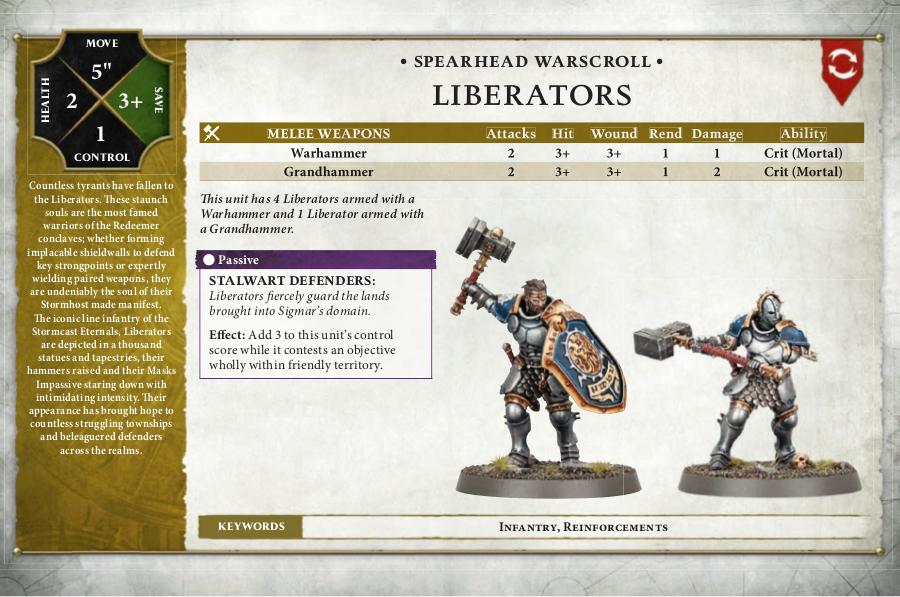 MOVE
5"
HEALTH
2
3+
SAVE
1
CONTROL
Countless tyrants have fallen to
the Liberators. These staunch
souls are the most famed
warriors of the Redeemer
conclaves; whether forming
implacable shieldwalls to defend
key strongpoints or expertly
wielding paired weapons, they
are undeniably the soul of their
Stormhost made manifest.
The iconic line infantry of the
Stormcast Eternals, Liberators
are depicted in a thousand
statues and tapestries, their
hammers raised and their Masks
Impassive staring down with
intimidating intensity. Their
appearance has brought hope to
countless struggling townships
and beleaguered defenders
across the realms.
• SPEARHEAD WARSCROLL •
LIBERATORS
MELEE WEAPONS Attacks Hit Wound Rend Damage Ability
Warhammer 2 3+ 3+ 1 1 Crit (Mortal)
Grandhammer 2 3+ 3+ 1 2 Crit (Mortal)
This unit has 4 Liberators armed with a
Warhammer and 1 Liberator armed with
a Grandhammer.
Passive
STALWART DEFENDERS:
Liberators fiercely guard the lands
brought into Sigmar's domain.
Effect: Add 3 to this unit's control
score while it contests an objective
wholly within friendly territory.
KEYWORDS
INFANTRY, REINFORCEMENTS